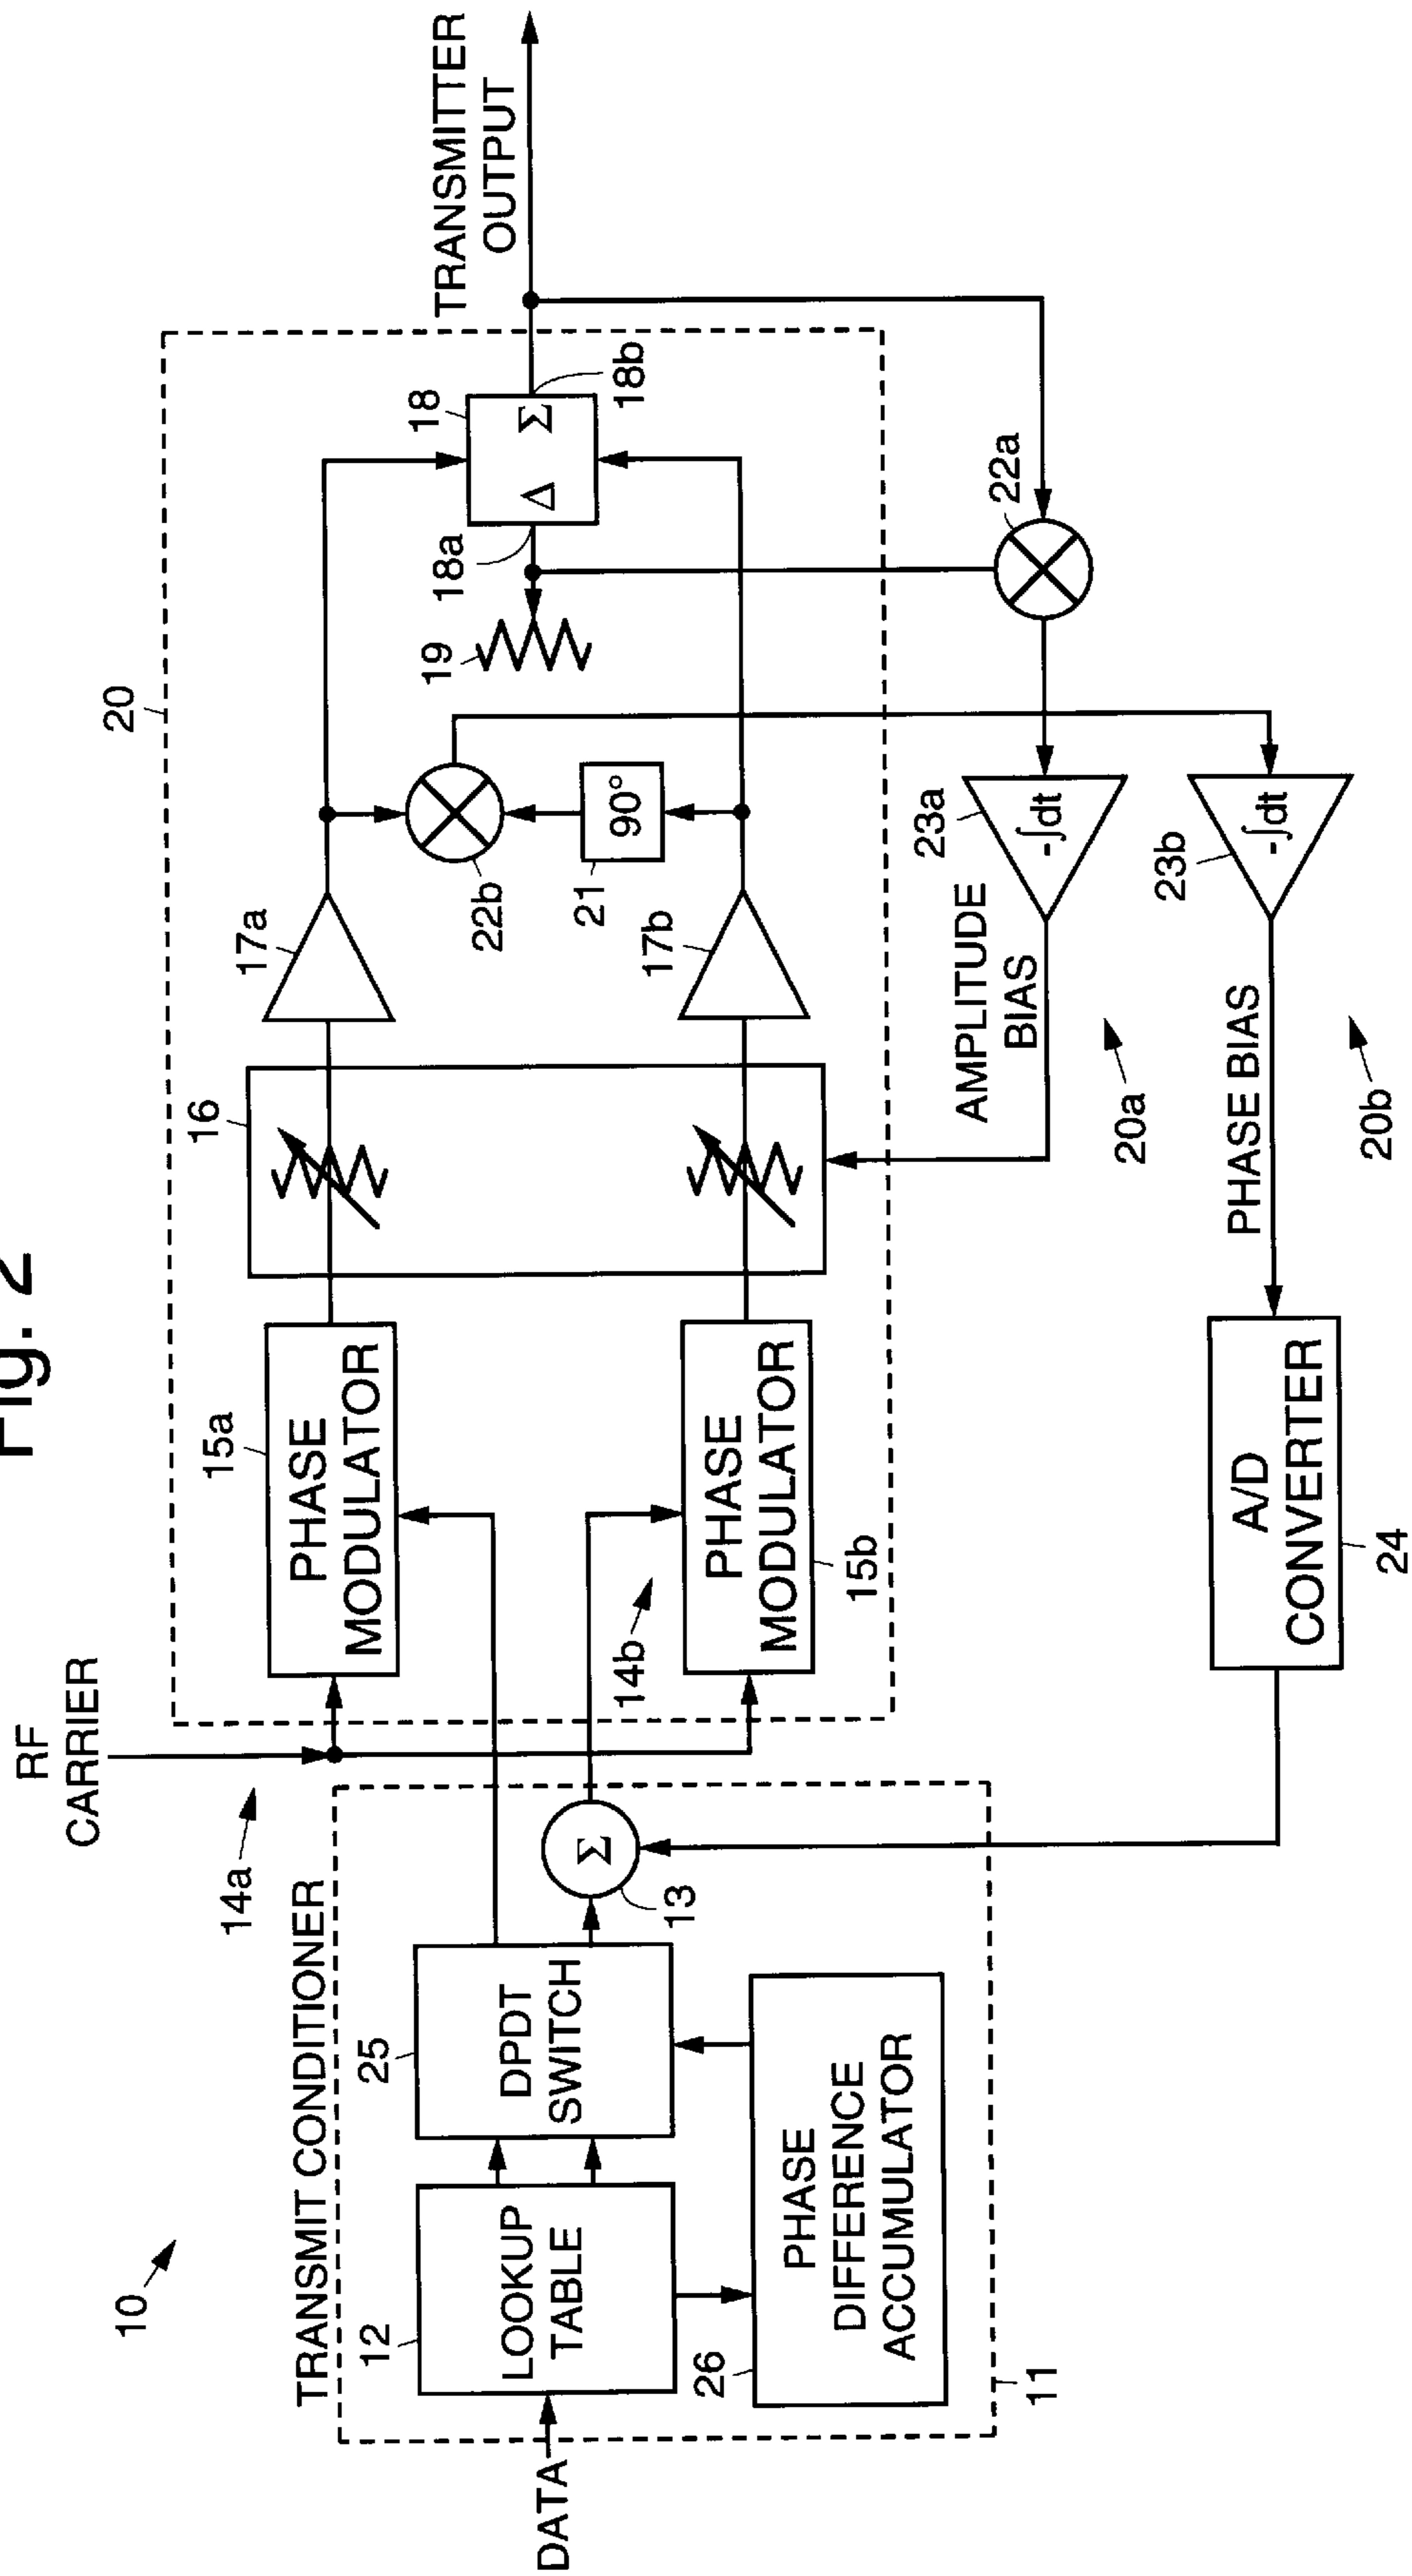 Fig. 2
10
DATA
TRANSMIT CONDITIONER
11
12
LOOKUP
TABLE
25
DPDT
SWITCH
26
PHASE
DIFFERENCE
ACCUMULATOR
Σ
13
14a
RF
CARRIER
14b
15a
PHASE
MODULATOR
PHASE
MODULATOR
15b
16
17a
17b
20
22b
21
90°
19
18a
18
Δ
Σ
18b
TRANSMITTER
OUTPUT
22a
23a
-∫dt
23b
-∫dt
AMPLITUDE
BIAS
20a
PHASE BIAS
20b
A/D
CONVERTER
24